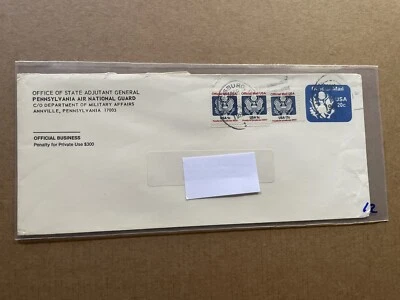 OFFICE OF STATE ADJUTANT GENERAL
PENNSYLVANIA AIR NATIONAL GUARD
C/O DEPARTMENT OF MILITARY AFFAIRS
ANNVILLE, PENNSYLVANIA 17003
OFFICIAL BUSINESS
Penalty for Private Use $300
USA
20c
12